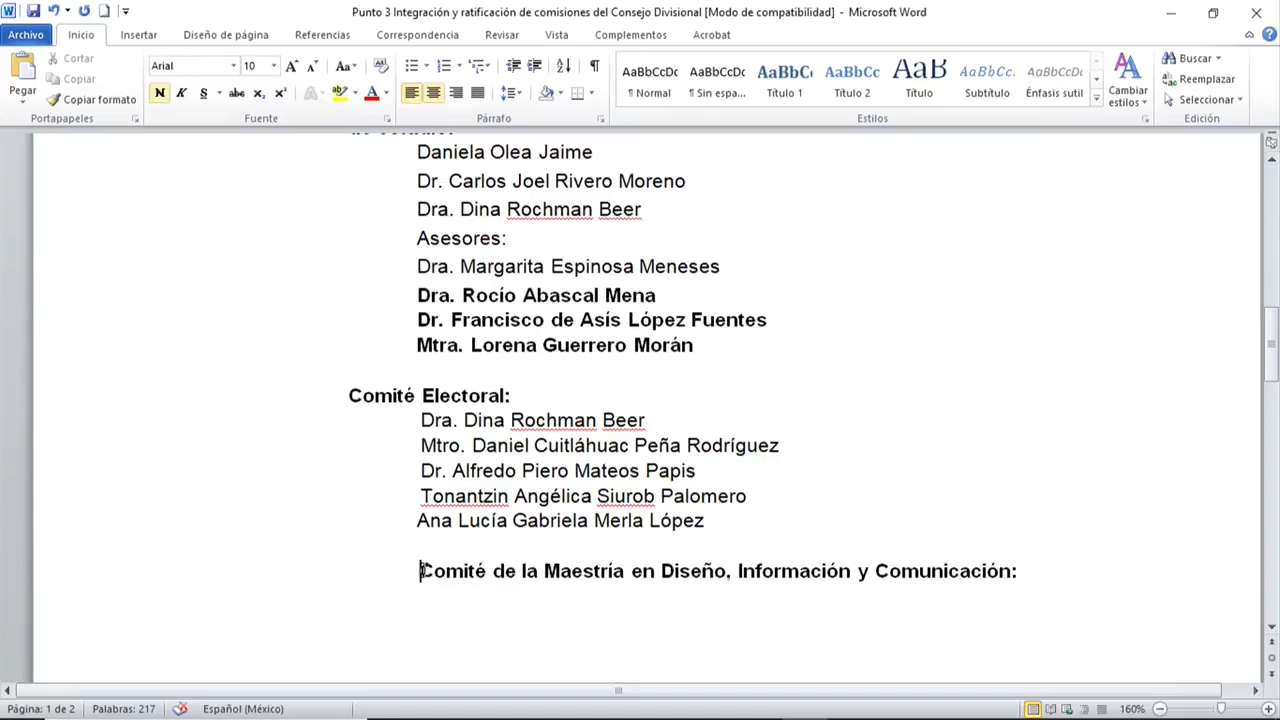 Punto 3 Integración y ratificación de comisiones del Consejo Divisional [Modo de compatibilidad] - Microsoft Word
Archivo Inicio Insertar Diseño de página Referencias Correspondencia Revisar Vista Complementos Acrobat
Pegar
Cortar
Copiar
Copiar formato
Portapapeles
Arial 10
Fuente
Párrafo
AaBbCcDc AaBbCcDc AaBbC( AaBbCc AaB AaBbCc. AaBbCcDc
¶ Normal ¶ Sin espa... Título 1 Título 2 Título Subtítulo Énfasis sutil
Estilos
Cambiar estilos
Buscar
Reemplazar
Seleccionar
Edición
Daniela Olea Jaime
Dr. Carlos Joel Rivero Moreno
Dra. Dina Rochman Beer
Asesores:
Dra. Margarita Espinosa Meneses
Dra. Rocío Abascal Mena
Dr. Francisco de Asís López Fuentes
Mtra. Lorena Guerrero Morán
Comité Electoral:
Dra. Dina Rochman Beer
Mtro. Daniel Cuitláhuac Peña Rodríguez
Dr. Alfredo Piero Mateos Papis
Tonantzin Angélica Siurob Palomero
Ana Lucía Gabriela Merla López
Comité de la Maestría en Diseño, Información y Comunicación:
Página: 1 de 2 Palabras: 217 Español (México) 160%